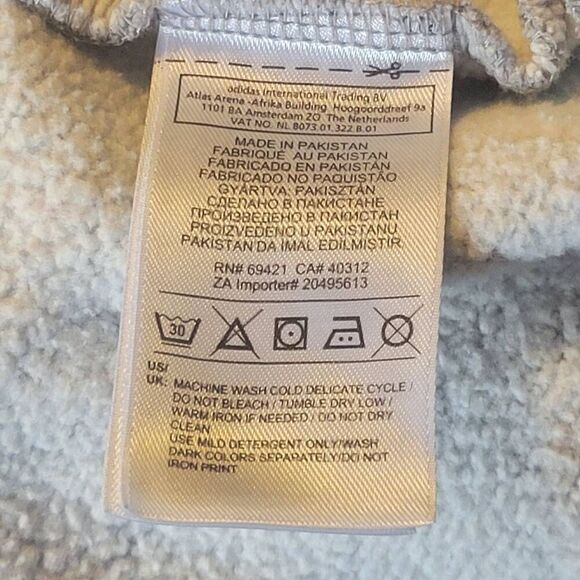 adidas International Trading BV
Atlas Arena -Afrika Building Hoogoorddreef 9a
1101 BA Amsterdam ZO The Netherlands
VAT NO. NL 8073.01.322.B.01
MADE IN PAKISTAN
FABRIQUÉ AU PAKISTAN
FABRICADO EN PAKISTÁN
FABRICADO NO PAQUISTÃO
GYÁRTVA: PAKISZTÁN
СДЕЛАНО В ПАКИСТАНЕ
ПРОИЗВЕДЕНО В ПАКИСТАН
PROIZVEDENO U PAKISTANU
PAKISTAN'DA IMAL EDILMIŞTIR
RN# 69421 CA# 40312
ZA Importer# 20495613
30
US/
UK: MACHINE WASH COLD DELICATE CYCLE /
DO NOT BLEACH / TUMBLE DRY LOW /
WARM IRON IF NEEDED / DO NOT DRY
CLEAN
USE MILD DETERGENT ONLY/WASH
DARK COLORS SEPARATELY/DO NOT
IRON PRINT